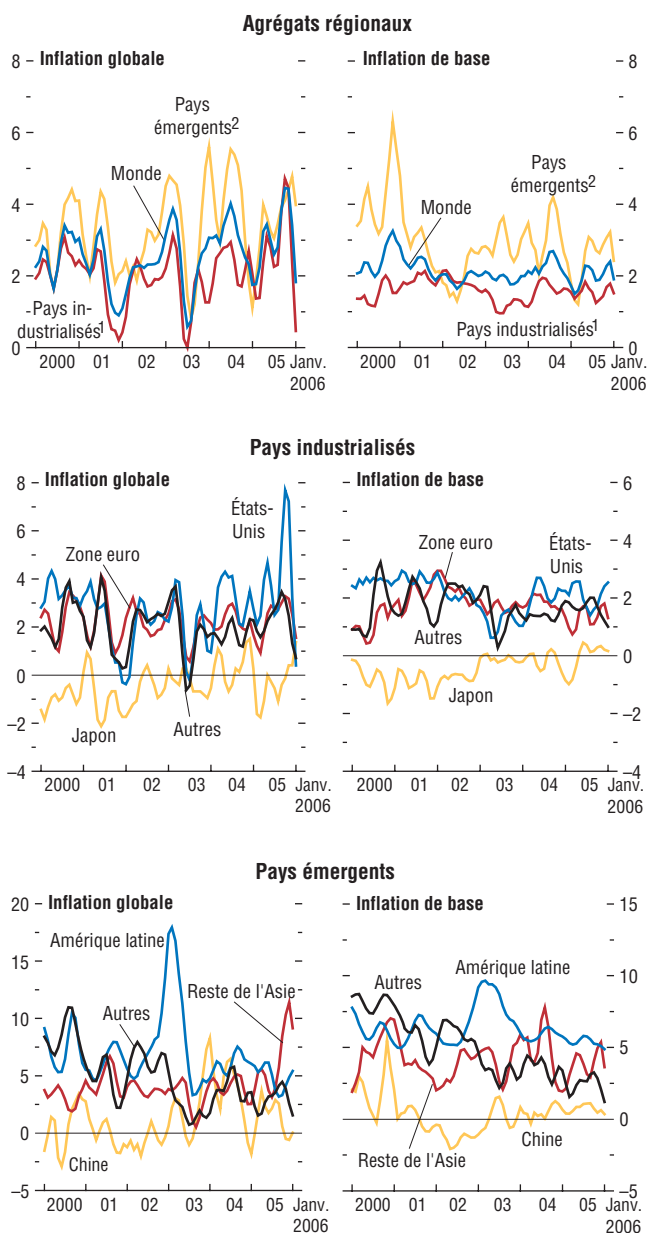 Agrégats régionaux
Inflation globale
8
6
4
2
0
Pays
émergents2
Monde
-Pays in-
dustrialisés1
2000 01 02 03 04 05 Janv.
2006
Inflation de base
8
6
4
2
0
Pays
émergents2
Monde
Pays industrialisés1
2000 01 02 03 04 05 Janv.
2006
Pays industrialisés
Inflation globale
8
6
4
2
0
–2
–4
États-
Unis
Zone euro
Japon
Autres
2000 01 02 03 04 05 Janv.
2006
Inflation de base
6
4
2
0
–2
–4
Zone euro
États-
Unis
Autres
Japon
2000 01 02 03 04 05 Janv.
2006
Pays émergents
Inflation globale
20
15
10
5
0
–5
Amérique latine
Reste de l'Asie
Autres
Chine
2000 01 02 03 04 05 Janv.
2006
Inflation de base
15
10
5
0
–5
Amérique latine
Autres
Chine
Reste de l'Asie
2000 01 02 03 04 05 Janv.
2006